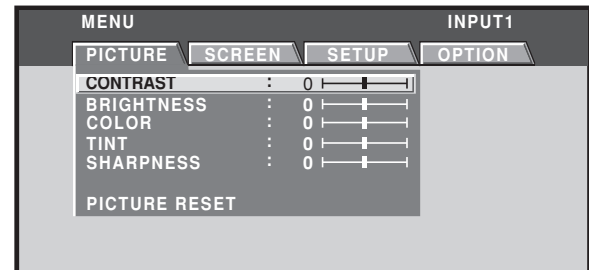 MENU INPUT1
PICTURE SCREEN SETUP OPTION
CONTRAST : 0
BRIGHTNESS : 0
COLOR : 0
TINT : 0
SHARPNESS : 0
PICTURE RESET